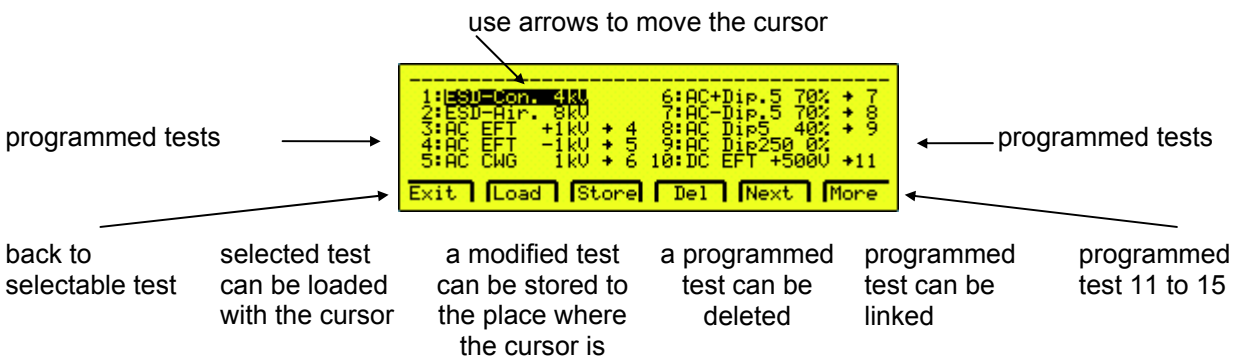 use arrows to move the cursor
1:ESD-Con. 4kV 6:AC+Dip.5 70% → 7
2:ESD-Air. 8kV 7:AC-Dip.5 70% → 8
3:AC EFT +1kV → 4 8:AC Dip5 40% → 9
4:AC EFT -1kV → 5 9:AC Dip250 0%
5:AC CWG 1kV → 6 10:DC EFT +500V →11
programmed tests
programmed tests
Exit Load Store Del Next More
back to selected test a modified test a programmed programmed programmed
selectable test can be loaded can be stored to test can be test can be test 11 to 15
with the cursor the place where deleted linked
the cursor is